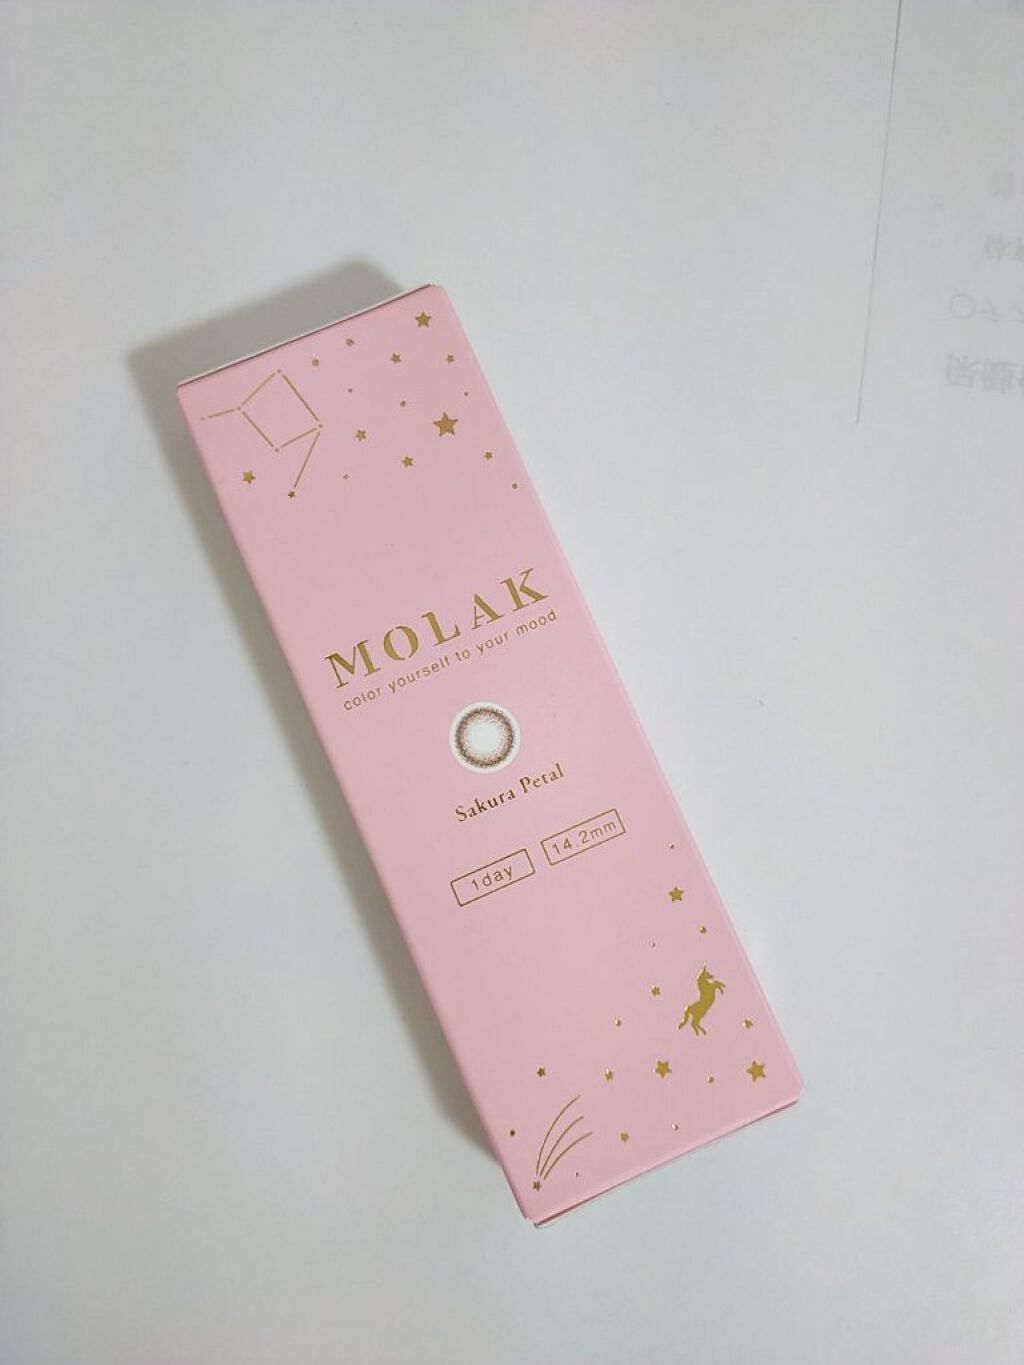 MOLAK
color yourself to your mood
Sakura Petal
1day
14.2mm